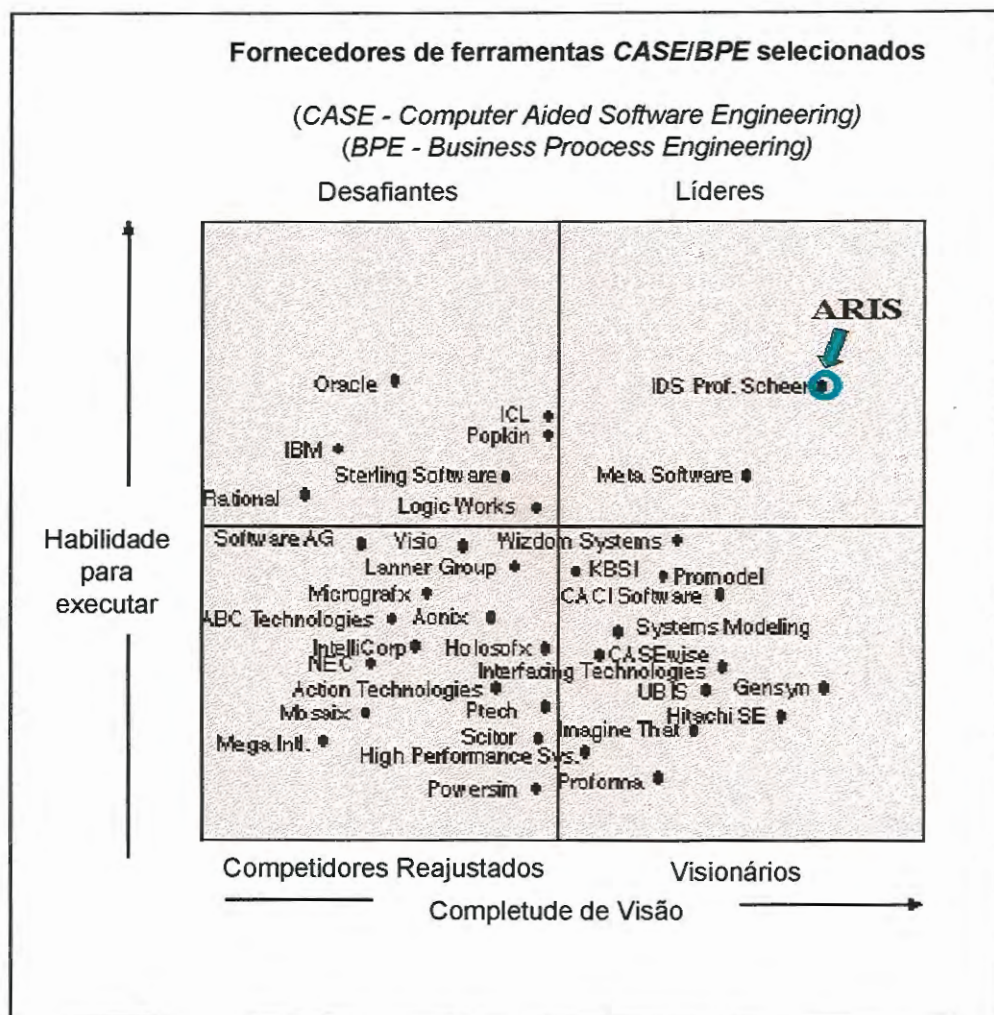 Fornecedores de ferramentas CASE/BPE selecionados
(CASE - Computer Aided Software Engineering)
(BPE - Business Proocess Engineering)
Desafiantes Líderes
ARIS
Oracle IDS Prof. Scheer
ICL
Popkin
IBM
Sterling Software Meta Software
Rational
Logic Works
Habilidade
para
executar
Software AG Visio Wizdom Systems
Lanner Group KBSI Promodel
Micrografx CACI Software
ABC Technologies Aonix Systems Modeling
IntelliCorp Holosofx CASEwise
NEC Interfacing Technologies
Action Technologies UBIS Gensym
Mosaix Ptech Hitachi SE
Mega Intl. Scitor Imagine That
High Performance Sys.
Powersim Proforma
Competidores Reajustados Visionários
Completude de Visão